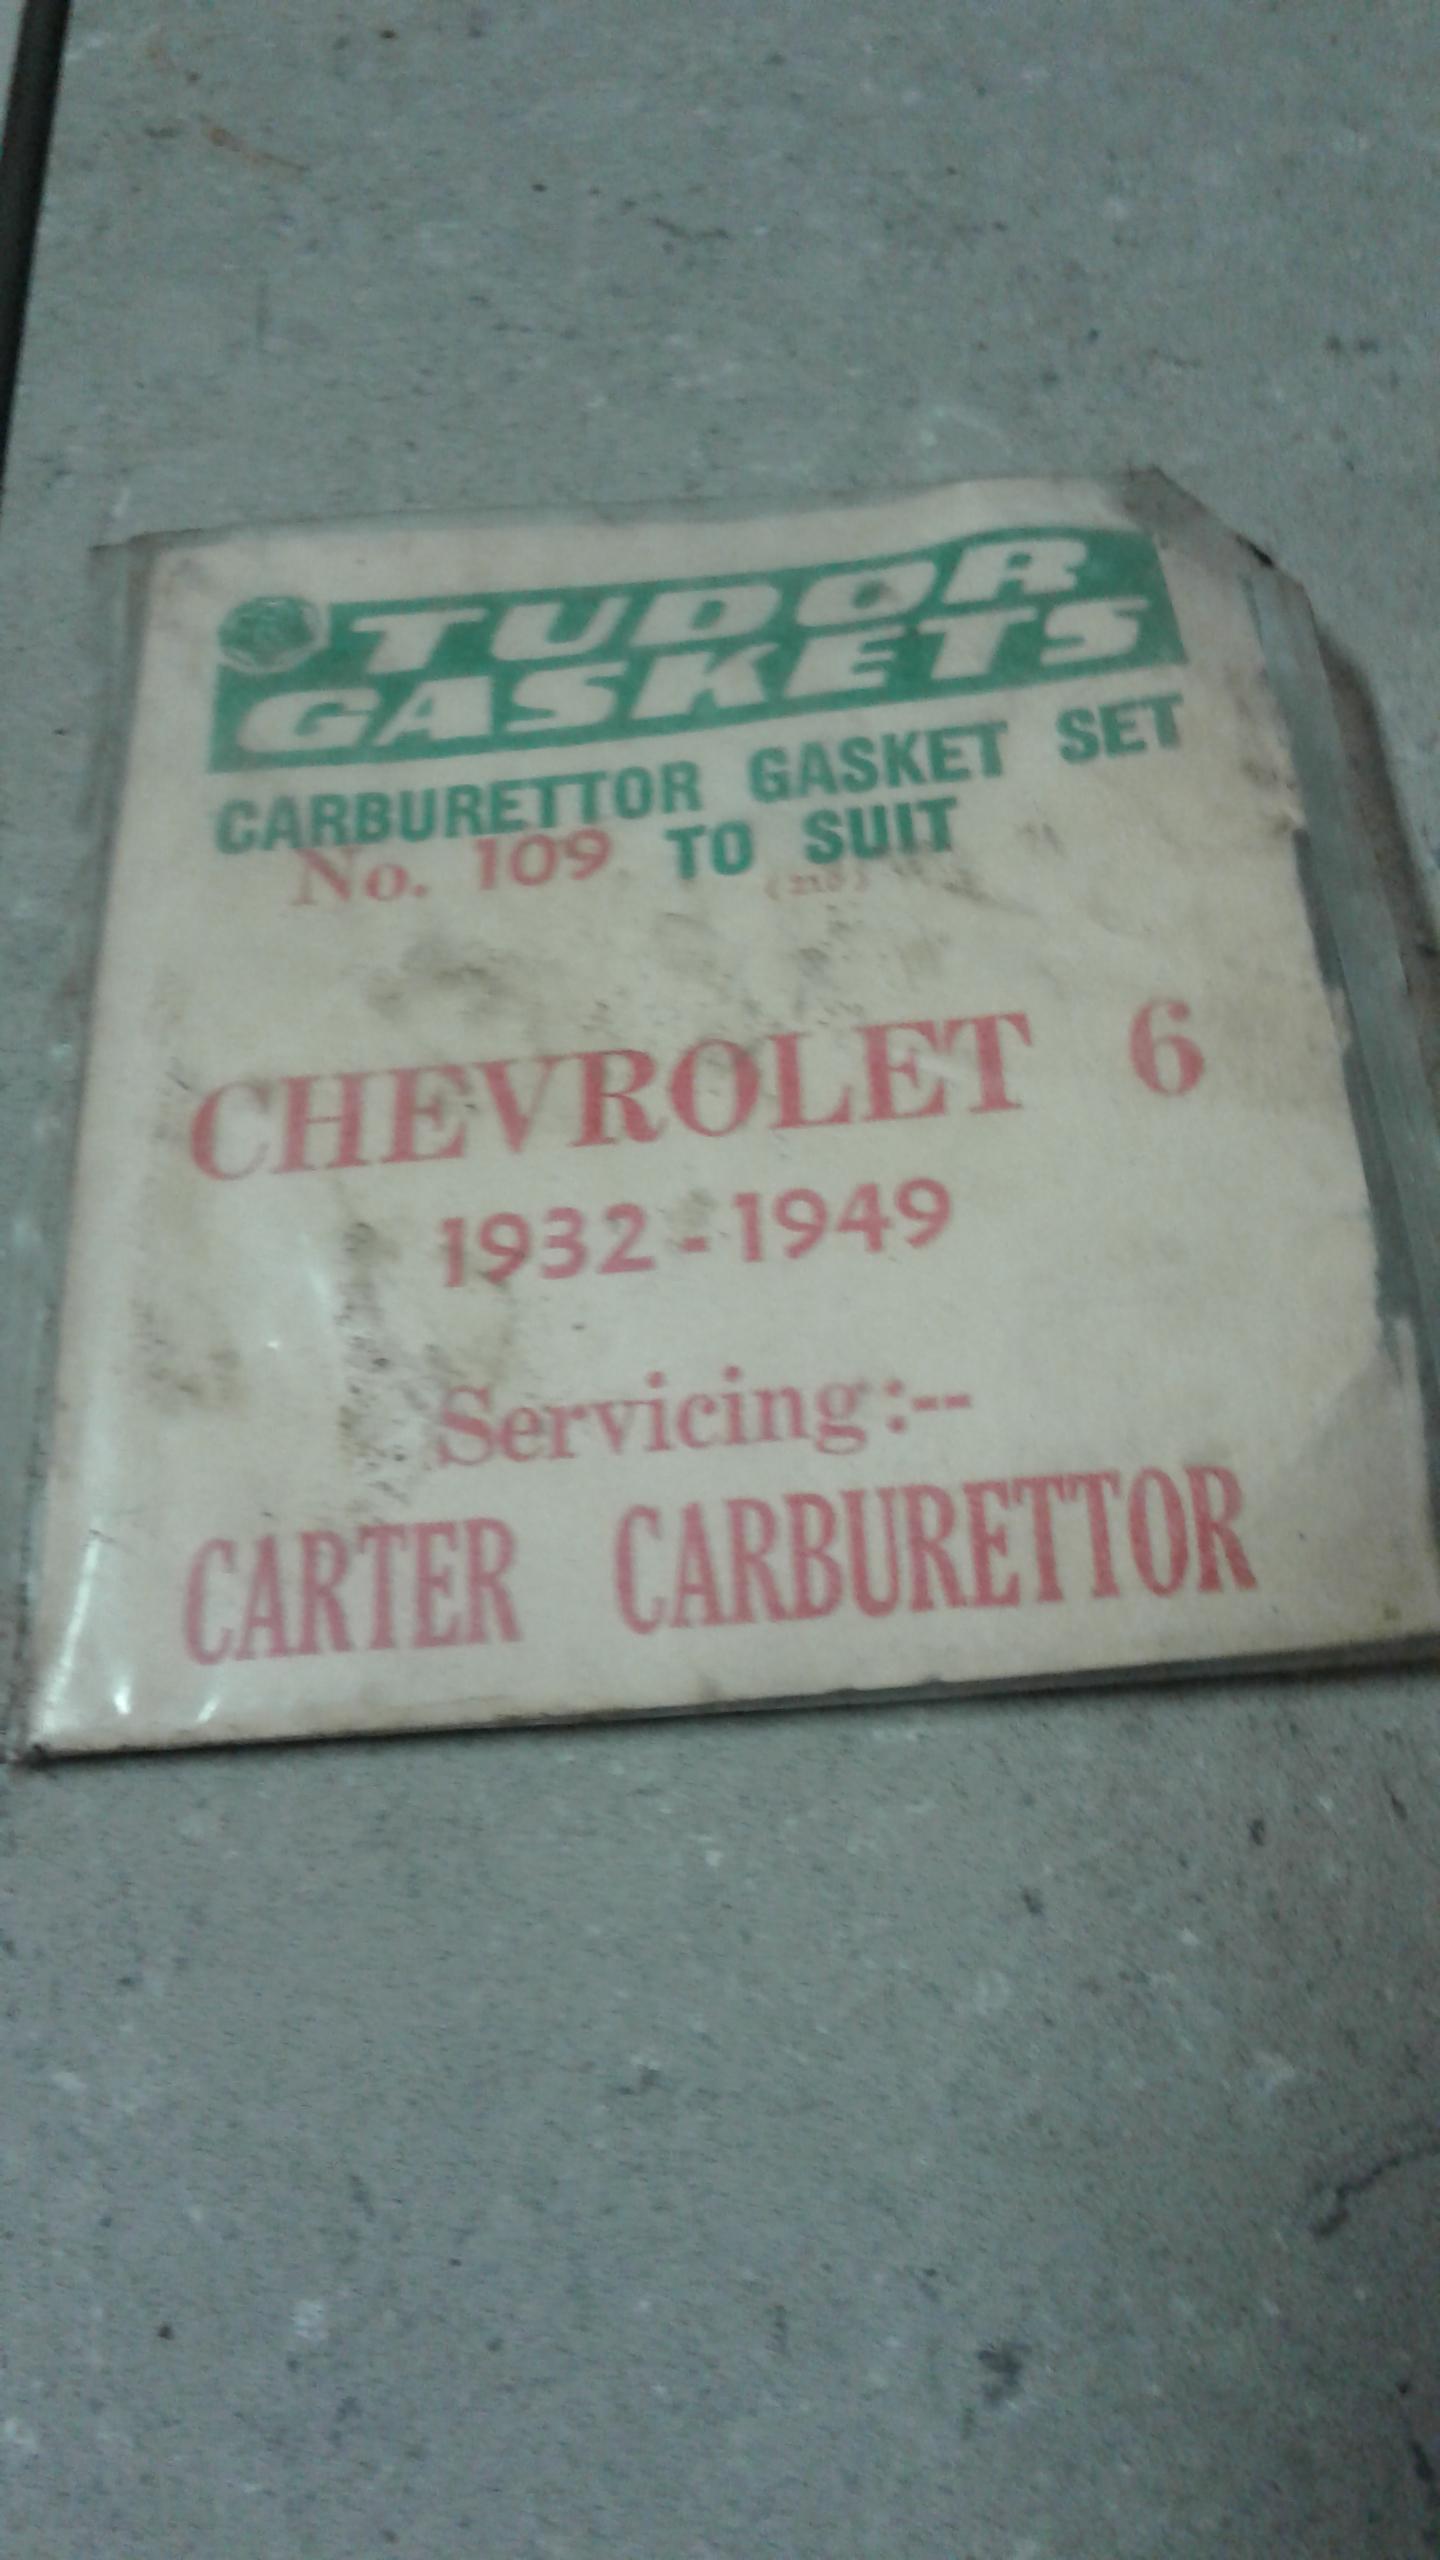 TUDOR
GASKETS
CARBURETTOR GASKET SET
No. 109 TO SUIT
CHEVROLET 6
1932-1949
Servicing:--
CARTER CARBURETTOR